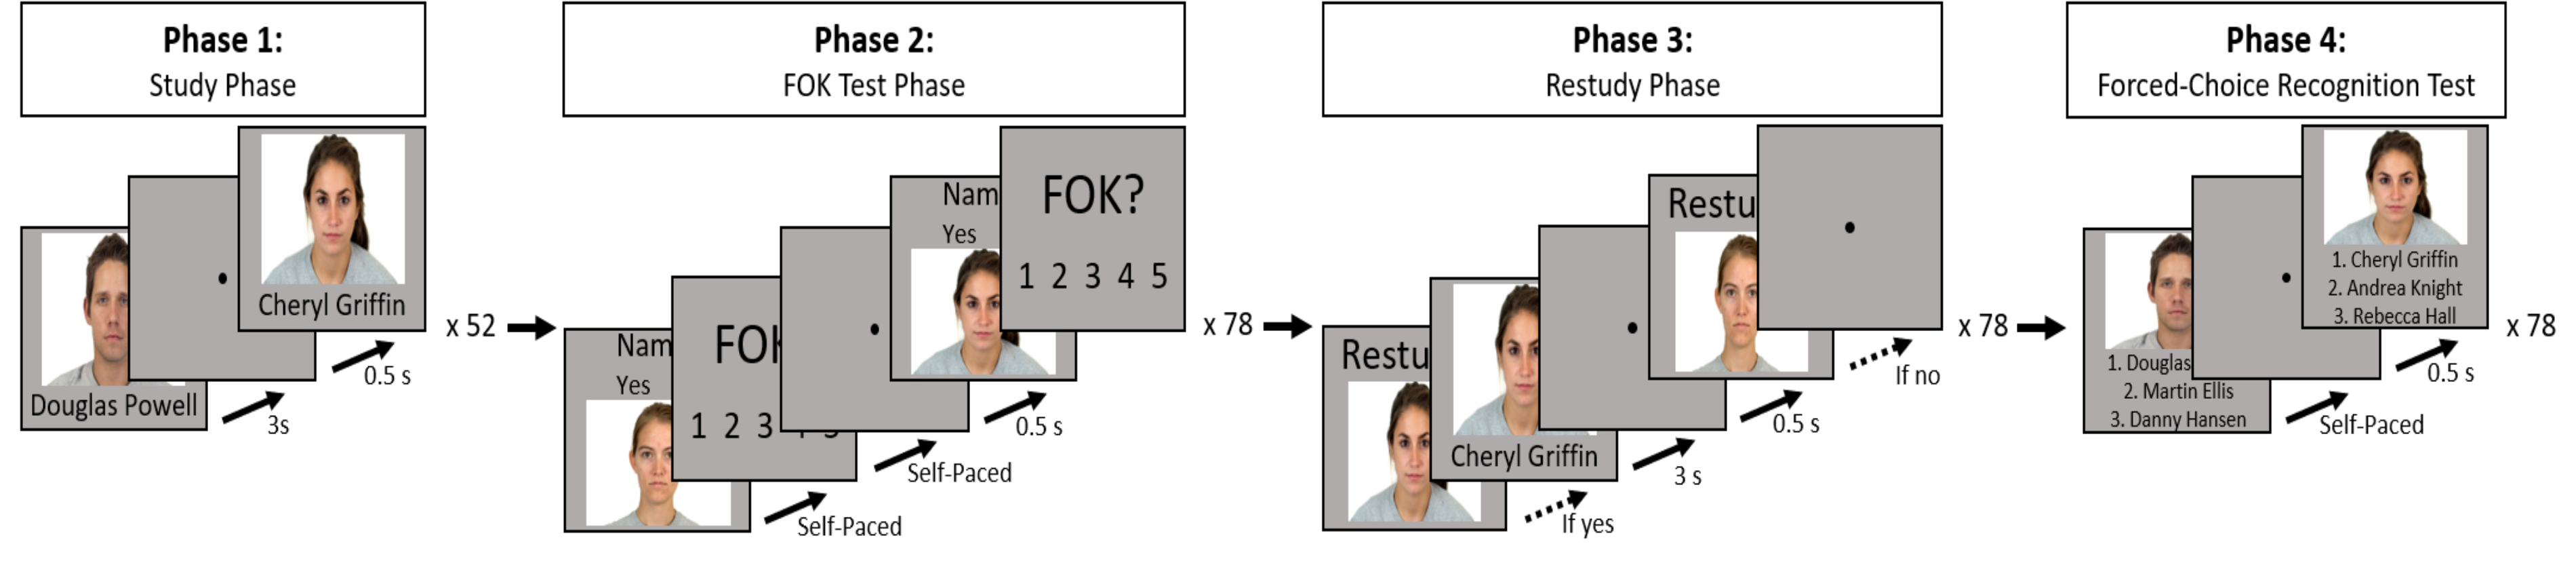 Phase 1:
Study Phase
Douglas Powell
3s
Cheryl Griffin
0.5 s
x 52
Phase 2:
FOK Test Phase
Nam
Yes
Self-Paced
FOK
1 2 3
Self-Paced
0.5 s
Nam
Yes
FOK?
1 2 3 4 5
x 78
Phase 3:
Restudy Phase
Restu
If yes
Cheryl Griffin
3 s
0.5 s
Restu
If no
x 78
Phase 4:
Forced-Choice Recognition Test
1. Douglas
2. Martin Ellis
3. Danny Hansen
Self-Paced
0.5 s
1. Cheryl Griffin
2. Andrea Knight
3. Rebecca Hall
x 78